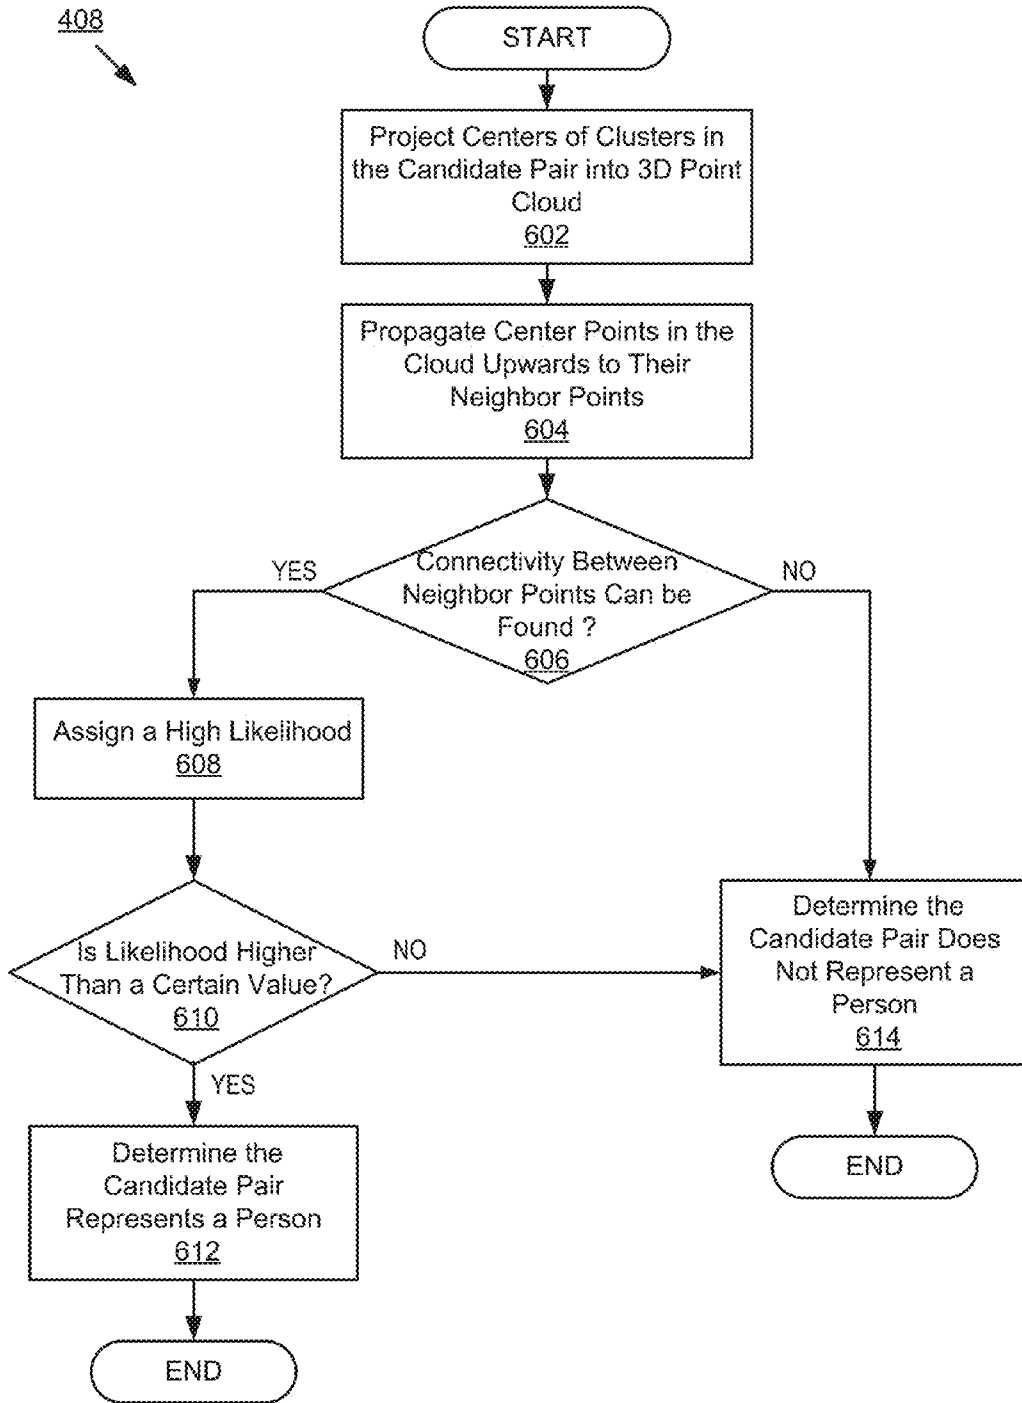 408
START
Project Centers of Clusters in
the Candidate Pair into 3D Point
Cloud
602
Propagate Center Points in the
Cloud Upwards to Their
Neighbor Points
604
Connectivity Between
Neighbor Points Can be
Found ?
606
YES
NO
Assign a High Likelihood
608
Is Likelihood Higher
Than a Certain Value?
610
NO
YES
Determine the
Candidate Pair Does
Not Represent a
Person
614
END
Determine the
Candidate Pair
Represents a Person
612
END